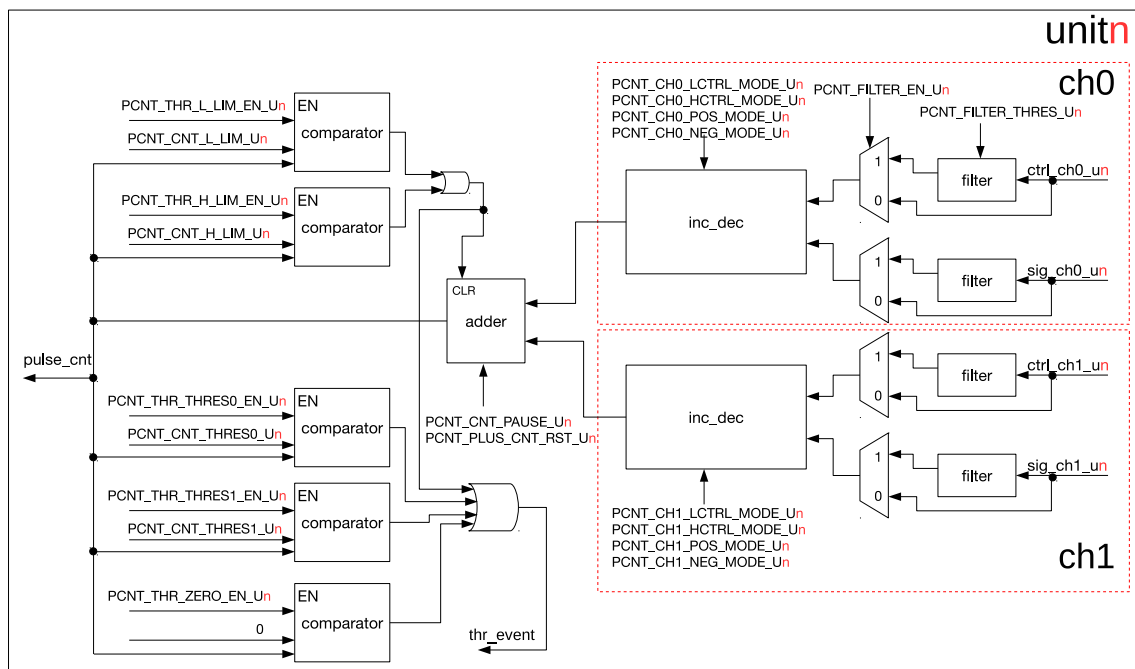 unitn
ch0
PCNT_THR_L_LIM_EN_Un
EN
comparator
PCNT_CNT_L_LIM_Un
PCNT_THR_H_LIM_EN_Un
EN
comparator
PCNT_CNT_H_LIM_Un
PCNT_CH0_LCTRL_MODE_Un
PCNT_CH0_HCTRL_MODE_Un
PCNT_CH0_POS_MODE_Un
PCNT_CH0_NEG_MODE_Un
PCNT_FILTER_EN_Un
PCNT_FILTER_THRES_Un
1
0
filter
ctrl_ch0_un
inc_dec
1
0
filter
sig_ch0_un
CLR
adder
pulse_cnt
PCNT_CNT_PAUSE_Un
PCNT_PLUS_CNT_RST_Un
1
0
filter
ctrl_ch1_un
inc_dec
1
0
filter
sig_ch1_un
PCNT_CH1_LCTRL_MODE_Un
PCNT_CH1_HCTRL_MODE_Un
PCNT_CH1_POS_MODE_Un
PCNT_CH1_NEG_MODE_Un
ch1
PCNT_THR_THRES0_EN_Un
EN
comparator
PCNT_CNT_THRES0_Un
PCNT_THR_THRES1_EN_Un
EN
comparator
PCNT_CNT_THRES1_Un
PCNT_THR_ZERO_EN_Un
EN
comparator
0
thr_event